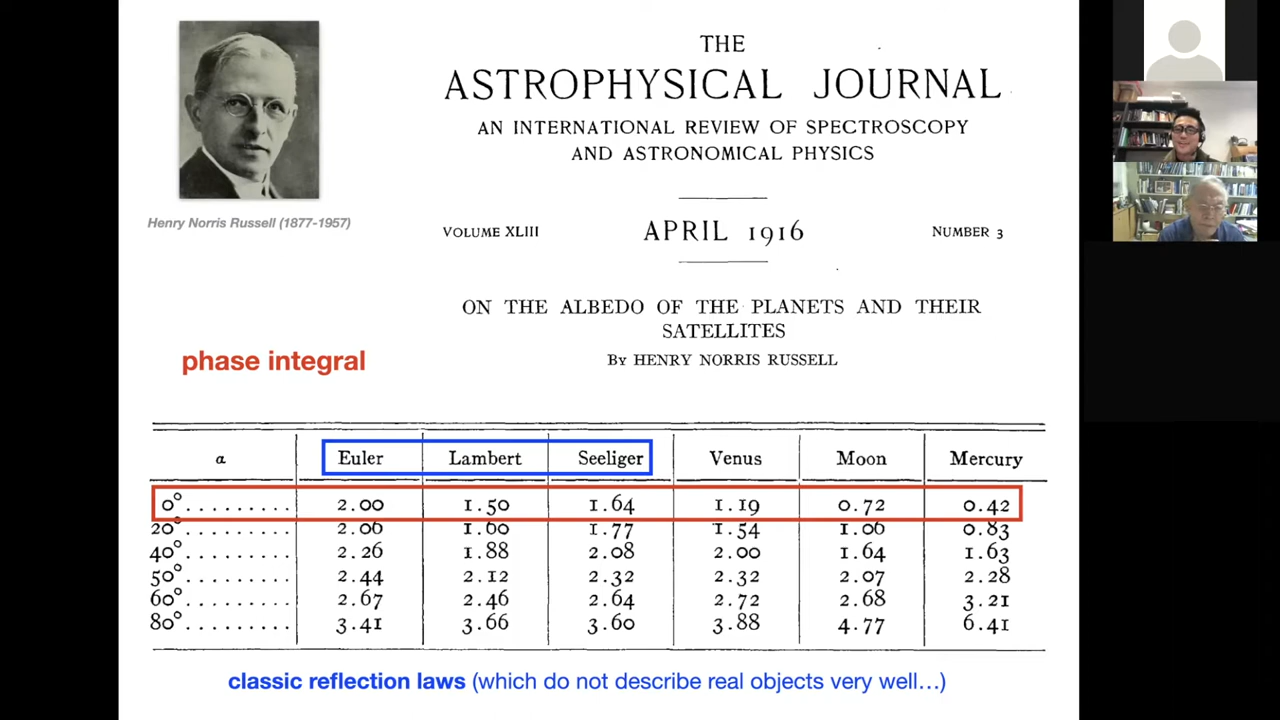 THE
ASTROPHYSICAL JOURNAL
AN INTERNATIONAL REVIEW OF SPECTROSCOPY
AND ASTRONOMICAL PHYSICS
Henry Norris Russell (1877-1957)
VOLUME XLIII APRIL 1916 NUMBER 3
ON THE ALBEDO OF THE PLANETS AND THEIR
SATELLITES
BY HENRY NORRIS RUSSELL
phase integral
α Euler Lambert Seeliger Venus Moon Mercury
0°......... 2.00 1.50 1.64 1.19 0.72 0.42
20°......... 2.06 1.60 1.77 1.54 1.06 0.83
40°......... 2.26 1.88 2.08 2.00 1.64 1.63
50°......... 2.44 2.12 2.32 2.32 2.07 2.28
60°......... 2.67 2.46 2.64 2.72 2.68 3.21
80°......... 3.41 3.66 3.60 3.88 4.77 6.41
classic reflection laws (which do not describe real objects very well…)